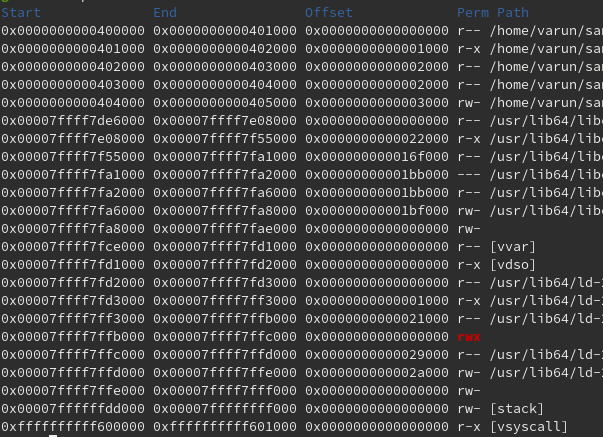 Start End Offset Perm Path
0x0000000000400000 0x0000000000401000 0x0000000000000000 r-- /home/varun/sa
0x0000000000401000 0x0000000000402000 0x0000000000001000 r-x /home/varun/sa
0x0000000000402000 0x0000000000403000 0x0000000000002000 r-- /home/varun/sa
0x0000000000403000 0x0000000000404000 0x0000000000002000 r-- /home/varun/sa
0x0000000000404000 0x0000000000405000 0x0000000000003000 rw- /home/varun/sa
0x00007ffff7de6000 0x00007ffff7e08000 0x0000000000000000 r-- /usr/lib64/lib
0x00007ffff7e08000 0x00007ffff7f55000 0x0000000000022000 r-x /usr/lib64/lib
0x00007ffff7f55000 0x00007ffff7fa1000 0x000000000016f000 r-- /usr/lib64/lib
0x00007ffff7fa1000 0x00007ffff7fa2000 0x00000000001bb000 --- /usr/lib64/lib
0x00007ffff7fa2000 0x00007ffff7fa6000 0x00000000001bb000 r-- /usr/lib64/lib
0x00007ffff7fa6000 0x00007ffff7fa8000 0x00000000001bf000 rw- /usr/lib64/lib
0x00007ffff7fa8000 0x00007ffff7fae000 0x0000000000000000 rw-
0x00007ffff7fce000 0x00007ffff7fd1000 0x0000000000000000 r-- [vvar]
0x00007ffff7fd1000 0x00007ffff7fd2000 0x0000000000000000 r-x [vdso]
0x00007ffff7fd2000 0x00007ffff7fd3000 0x0000000000000000 r-- /usr/lib64/ld-
0x00007ffff7fd3000 0x00007ffff7ff3000 0x0000000000001000 r-x /usr/lib64/ld-
0x00007ffff7ff3000 0x00007ffff7ffb000 0x0000000000021000 r-- /usr/lib64/ld-
0x00007ffff7ffb000 0x00007ffff7ffc000 0x0000000000000000 rwx
0x00007ffff7ffc000 0x00007ffff7ffd000 0x0000000000029000 r-- /usr/lib64/ld-
0x00007ffff7ffd000 0x00007ffff7ffe000 0x000000000002a000 rw- /usr/lib64/ld-
0x00007ffff7ffe000 0x00007ffff7fff000 0x0000000000000000 rw-
0x00007ffffffdd000 0x00007ffffffff000 0x0000000000000000 rw- [stack]
0xffffffffff600000 0xffffffffff601000 0x0000000000000000 r-x [vsyscall]